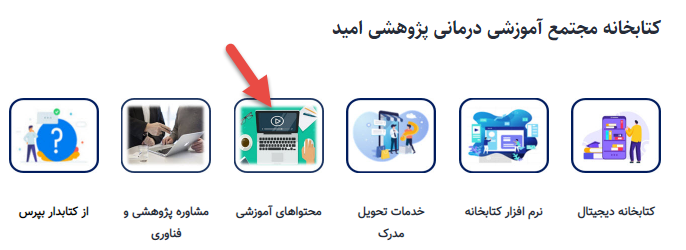 کتابخانه مجتمع آموزشی درمانی پژوهشی امید
کتابخانه دیجیتال
نرم افزار کتابخانه
خدمات تحویل
مدرک
محتواهای آموزشی
مشاوره پژوهشی و
فناوری
از کتابدار بپرس